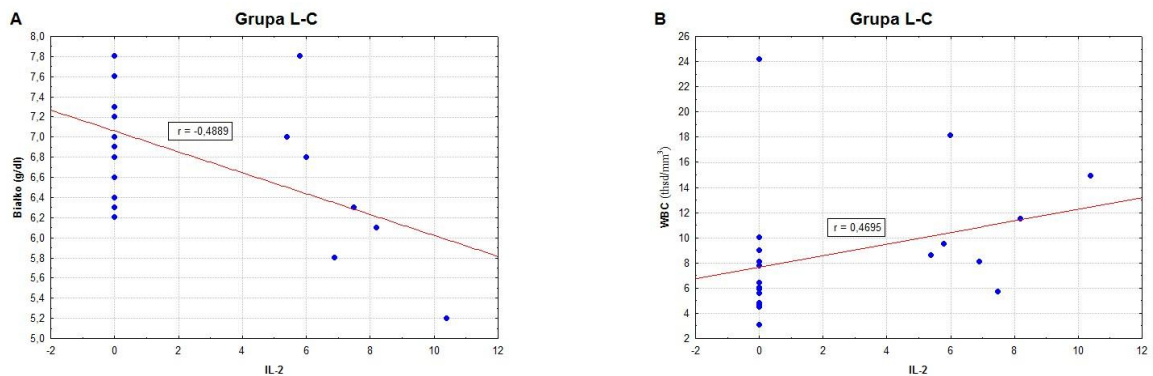 A
Grupa L-C
8,0
7,8
7,6
7,4
7,2
7,0
6,8
6,6
6,4
6,2
6,0
5,8
5,6
5,4
5,2
5,0
Białko (g/dl)
r = -0,4889
-2 0 2 4 6 8 10 12
IL-2
B
Grupa L-C
26
24
22
20
18
16
14
12
10
8
6
4
2
WBC (thsd/mm³)
r = 0,4695
-2 0 2 4 6 8 10 12
IL-2